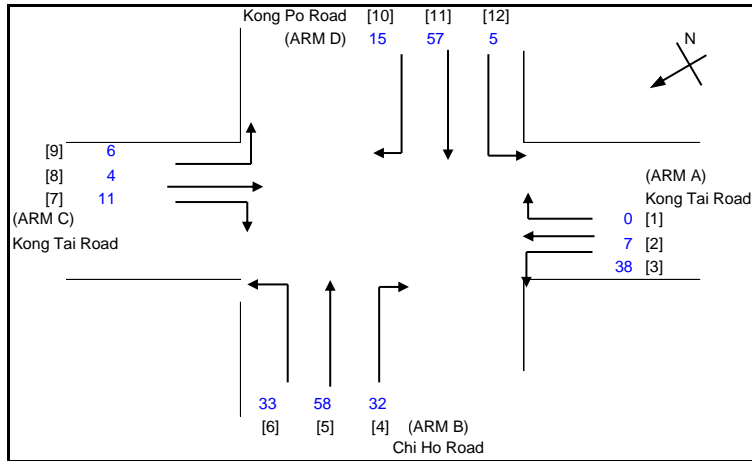 Kong Po Road [10] [11] [12]
(ARM D) 15 57 5
N
[9] 6
[8] 4
[7] 11
(ARM C)
Kong Tai Road
(ARM A)
Kong Tai Road
0 [1]
7 [2]
38 [3]
33 58 32
[6] [5] [4] (ARM B)
Chi Ho Road